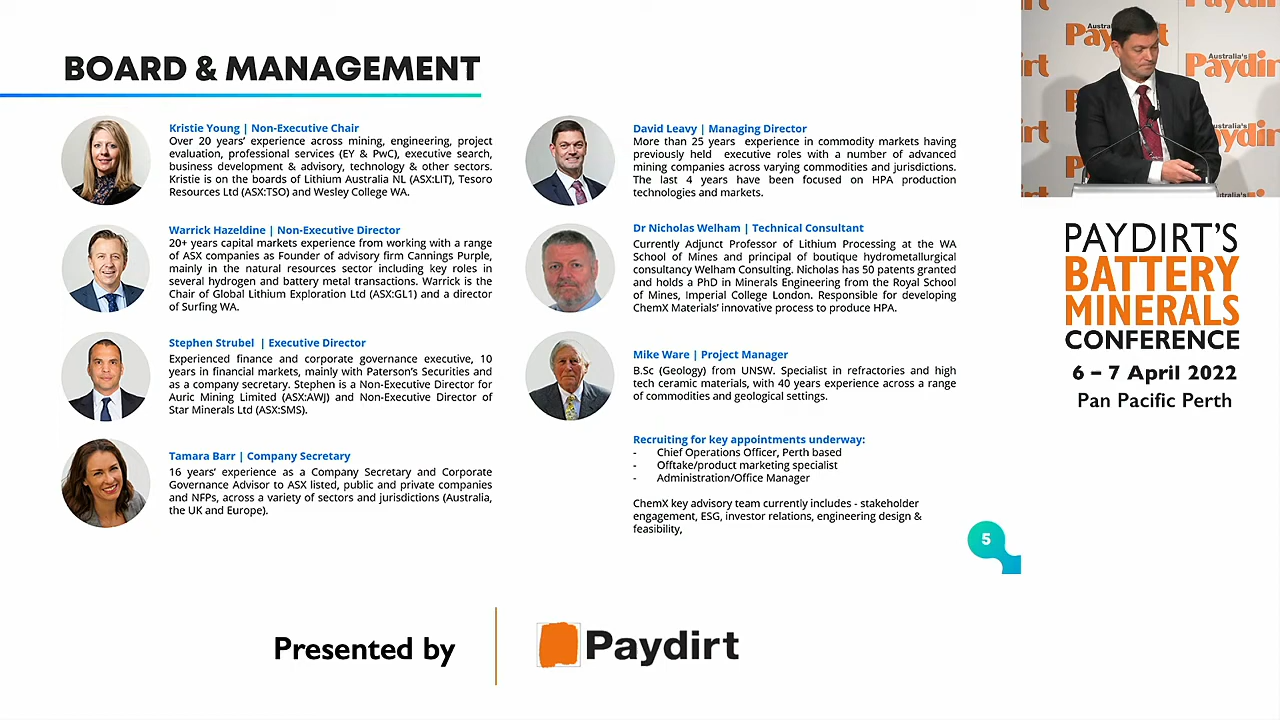 BOARD & MANAGEMENT
Kristie Young | Non-Executive Chair
Over 20 years' experience across mining, engineering, project
evaluation, professional services (EY & PwC), executive search,
business development & advisory, technology & other sectors.
Kristie is on the boards of Lithium Australia NL (ASX:LIT), Tesoro
Resources Ltd (ASX:TSO) and Wesley College WA.
Warrick Hazeldine | Non-Executive Director
20+ years capital markets experience from working with a range
of ASX companies as Founder of advisory firm Cannings Purple,
mainly in the natural resources sector including key roles in
several hydrogen and battery metal transactions. Warrick is the
Chair of Global Lithium Exploration Ltd (ASX:GL1) and a director
of Surfing WA.
Stephen Strubel | Executive Director
Experienced finance and corporate governance executive, 10
years in financial markets, mainly with Paterson's Securities and
as a company secretary. Stephen is a Non-Executive Director for
Auric Mining Limited (ASX:AWJ) and Non-Executive Director of
Star Minerals Ltd (ASX:SMS).
Tamara Barr | Company Secretary
16 years' experience as a Company Secretary and Corporate
Governance Advisor to ASX listed, public and private companies
and NFPs, across a variety of sectors and jurisdictions (Australia,
the UK and Europe).
David Leavy | Managing Director
More than 25 years experience in commodity markets having
previously held executive roles with a number of advanced
mining companies across varying commodities and jurisdictions.
The last 4 years have been focused on HPA production
technologies and markets.
Dr Nicholas Welham | Technical Consultant
Currently Adjunct Professor of Lithium Processing at the WA
School of Mines and principal of boutique hydrometallurgical
consultancy Welham Consulting. Nicholas has 50 patents granted
and holds a PhD in Minerals Engineering from the Royal School
of Mines, Imperial College London. Responsible for developing
ChemX Materials' innovative process to produce HPA.
Mike Ware | Project Manager
B.Sc (Geology) from UNSW. Specialist in refractories and high
tech ceramic materials, with 40 years experience across a range
of commodities and geological settings.
Recruiting for key appointments underway:
- Chief Operations Officer, Perth based
- Offtake/product marketing specialist
- Administration/Office Manager
ChemX key advisory team currently includes - stakeholder
engagement, ESG, investor relations, engineering design &
feasibility,
5
Australia's
Paydirt
PAYDIRT'S
BATTERY
MINERALS
CONFERENCE
6 – 7 April 2022
Pan Pacific Perth
Presented by
Paydirt